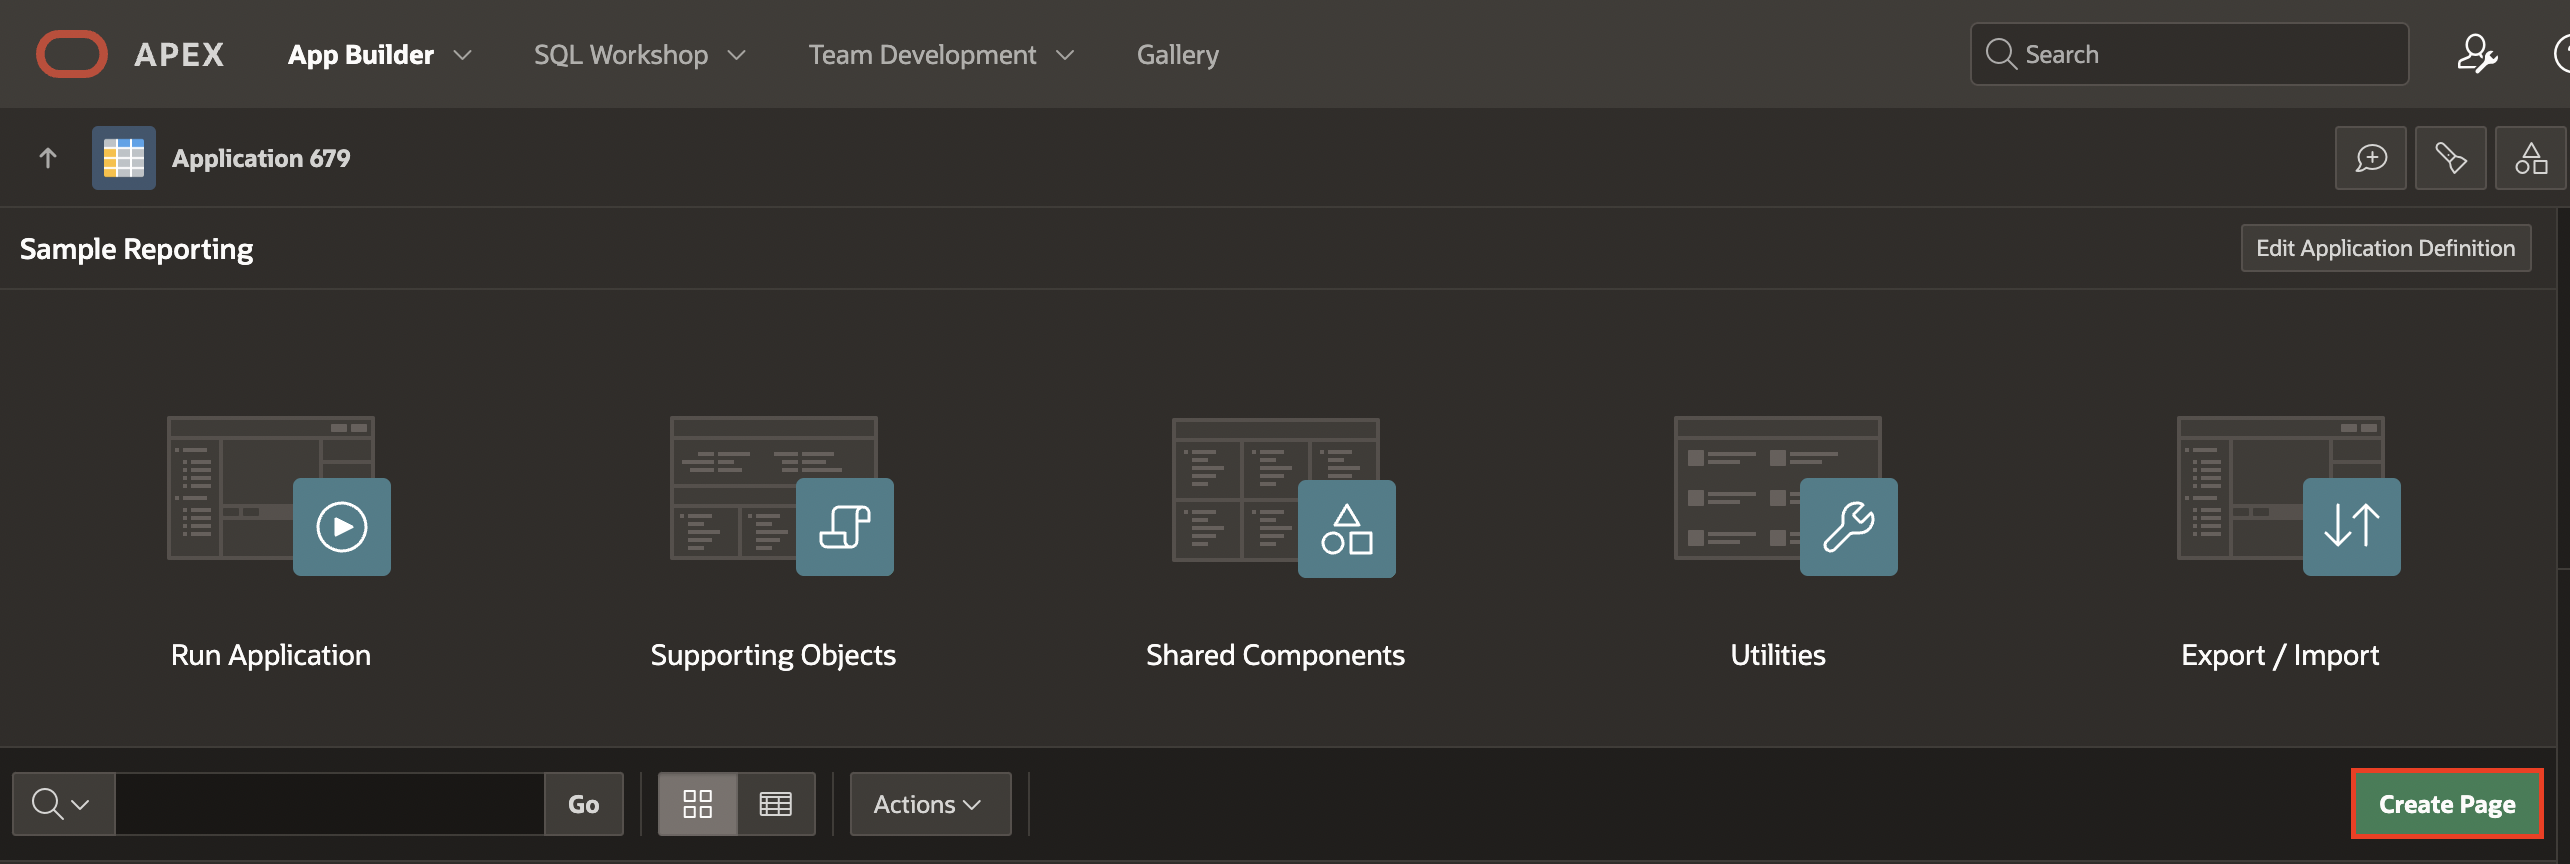 APEX App Builder SQL Workshop Team Development Gallery Search
Application 679
Sample Reporting Edit Application Definition
Run Application Supporting Objects Shared Components Utilities Export / Import
Go Actions Create Page